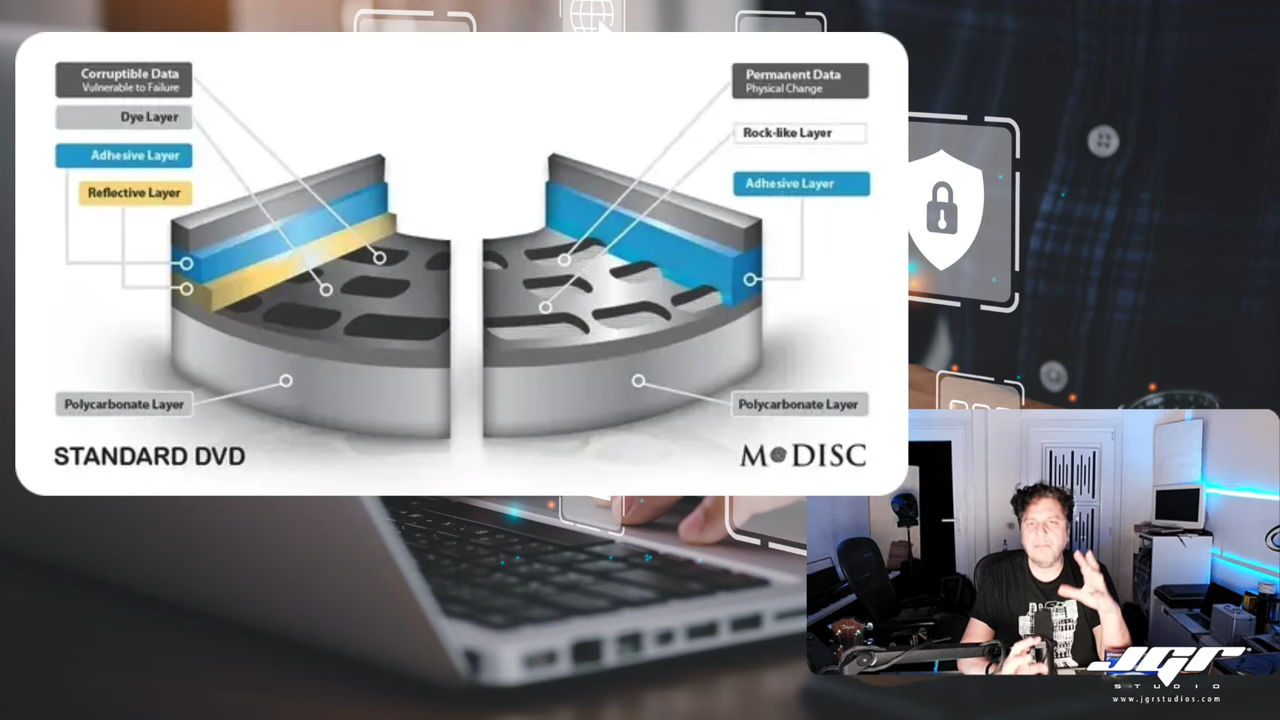 Corruptible Data
Vulnerable to Failure
Dye Layer
Adhesive Layer
Reflective Layer
Polycarbonate Layer
STANDARD DVD
Permanent Data
Physical Change
Rock-like Layer
Adhesive Layer
Polycarbonate Layer
M DISC
JGR
STUDIO
www.jgrstudios.com